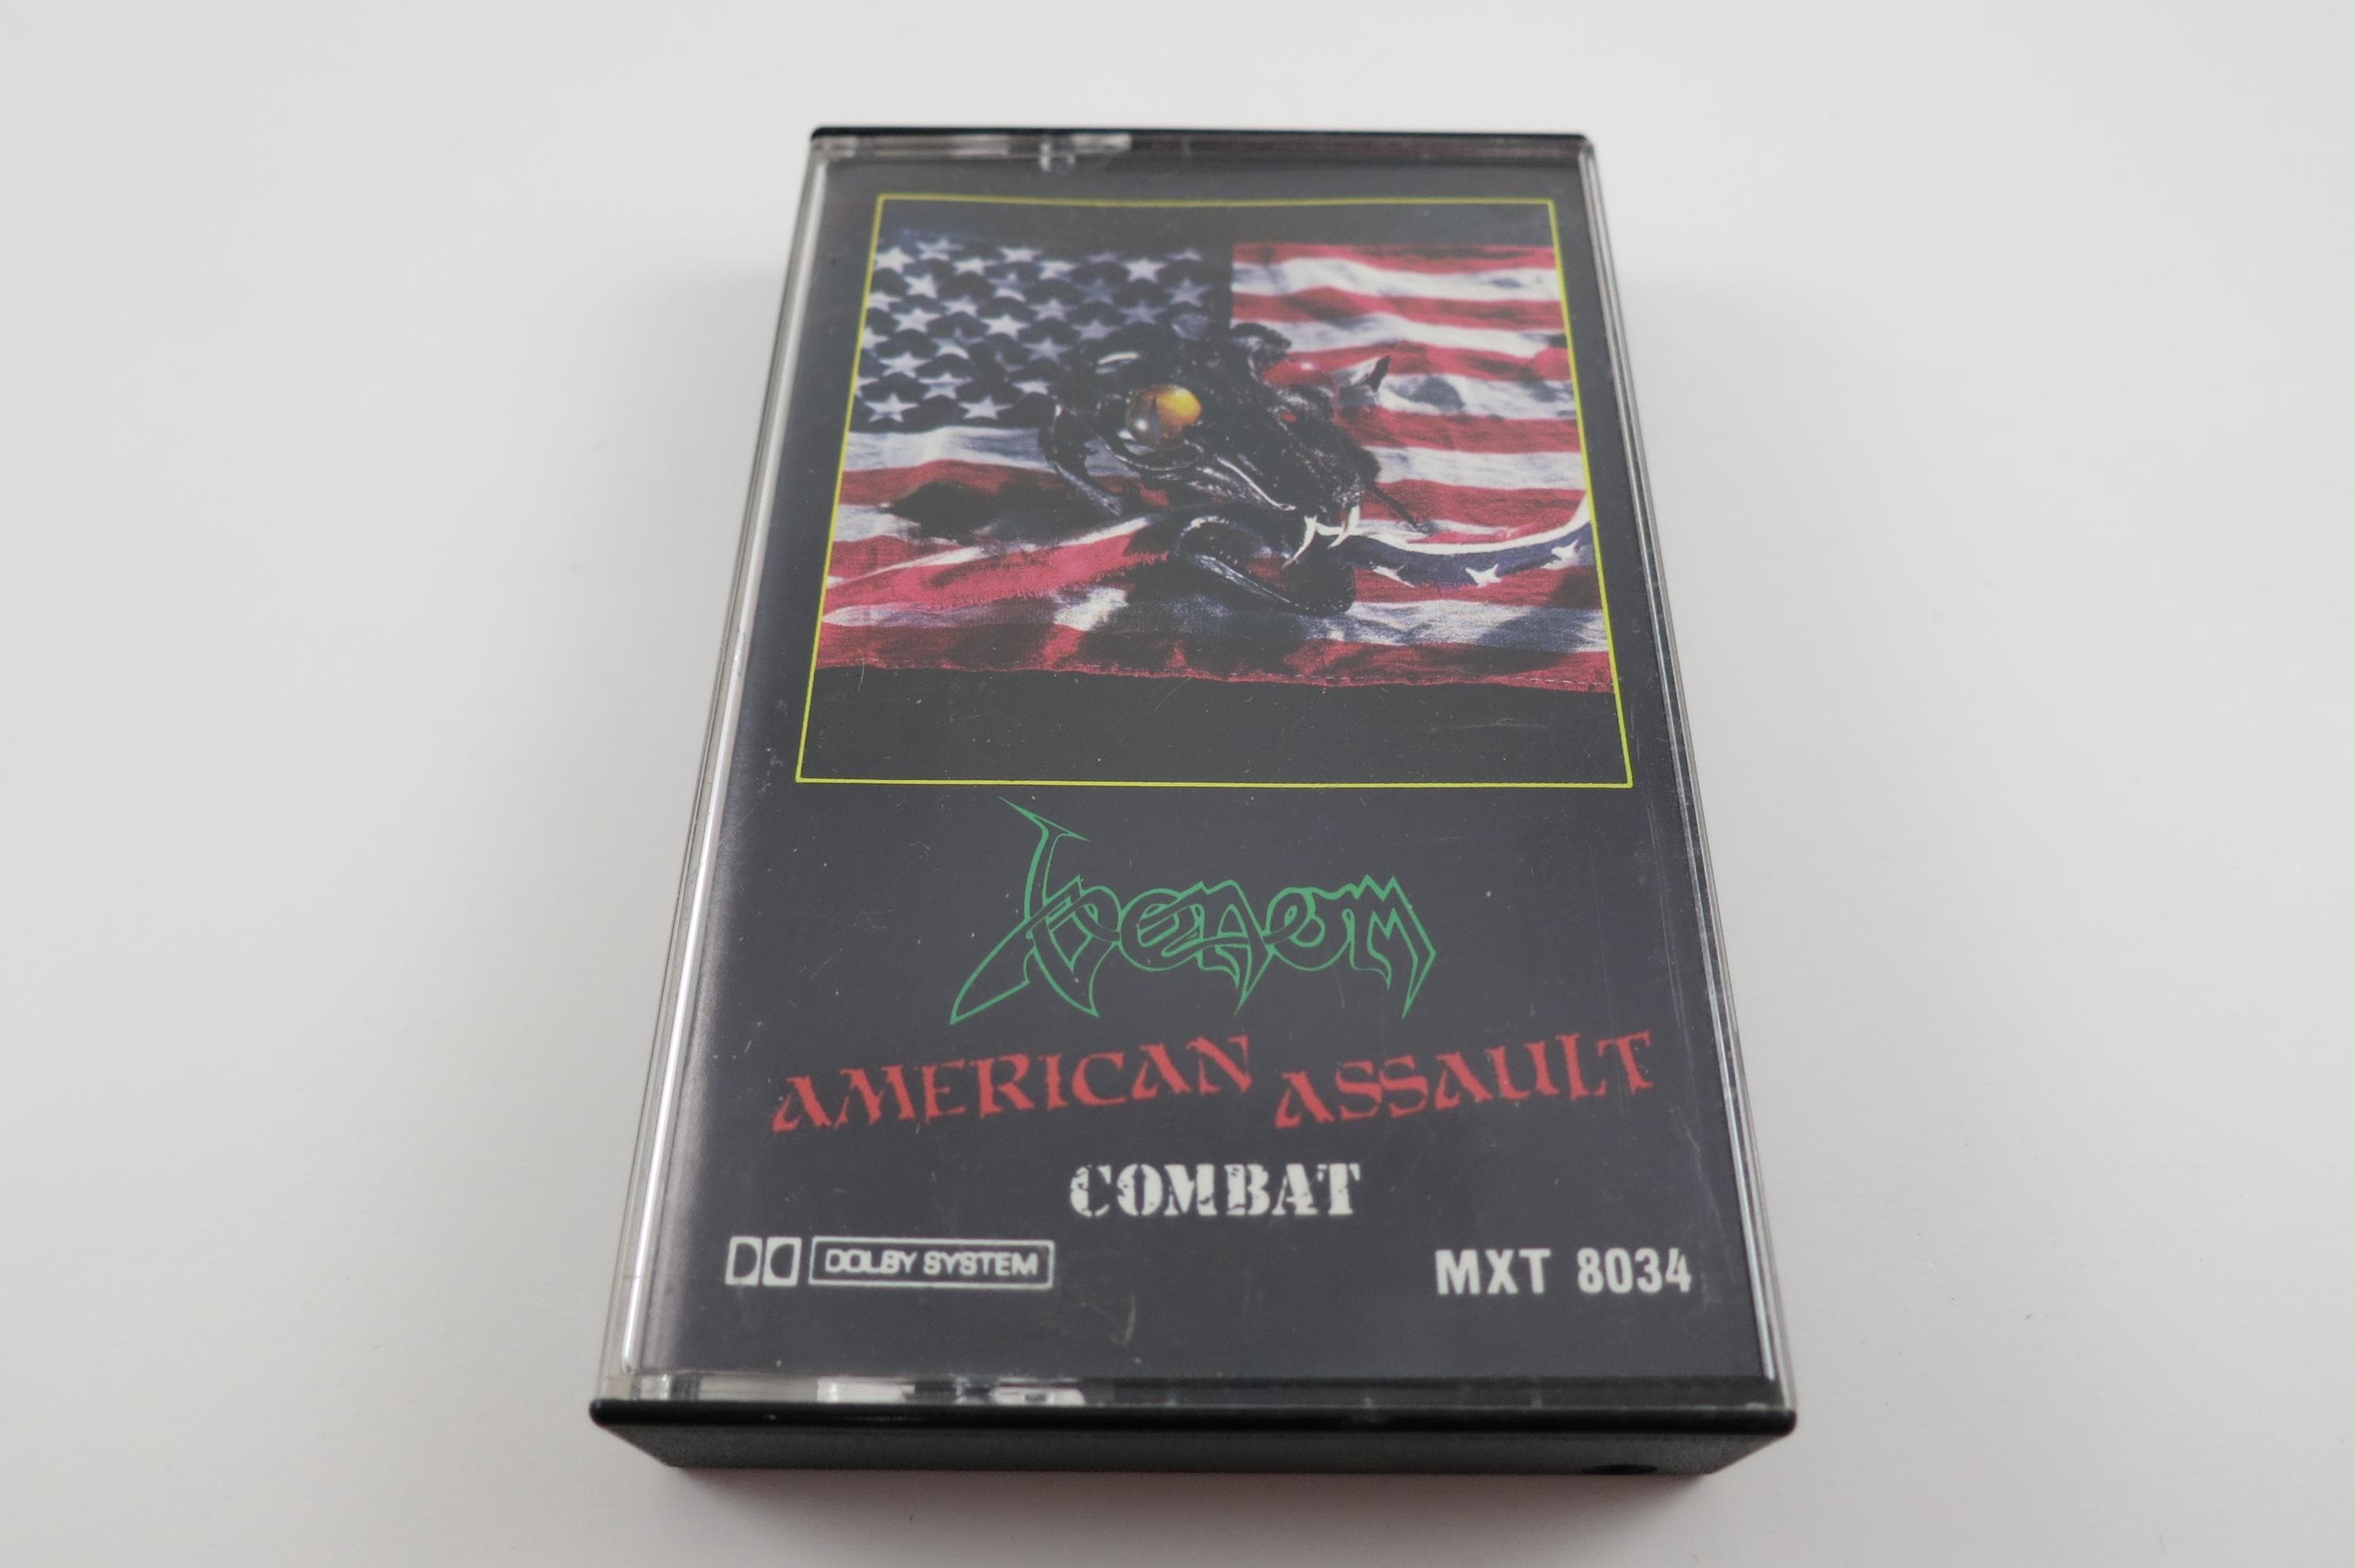 Venom
AMERICAN ASSAULT
COMBAT
DOLBY SYSTEM
MXT 8034